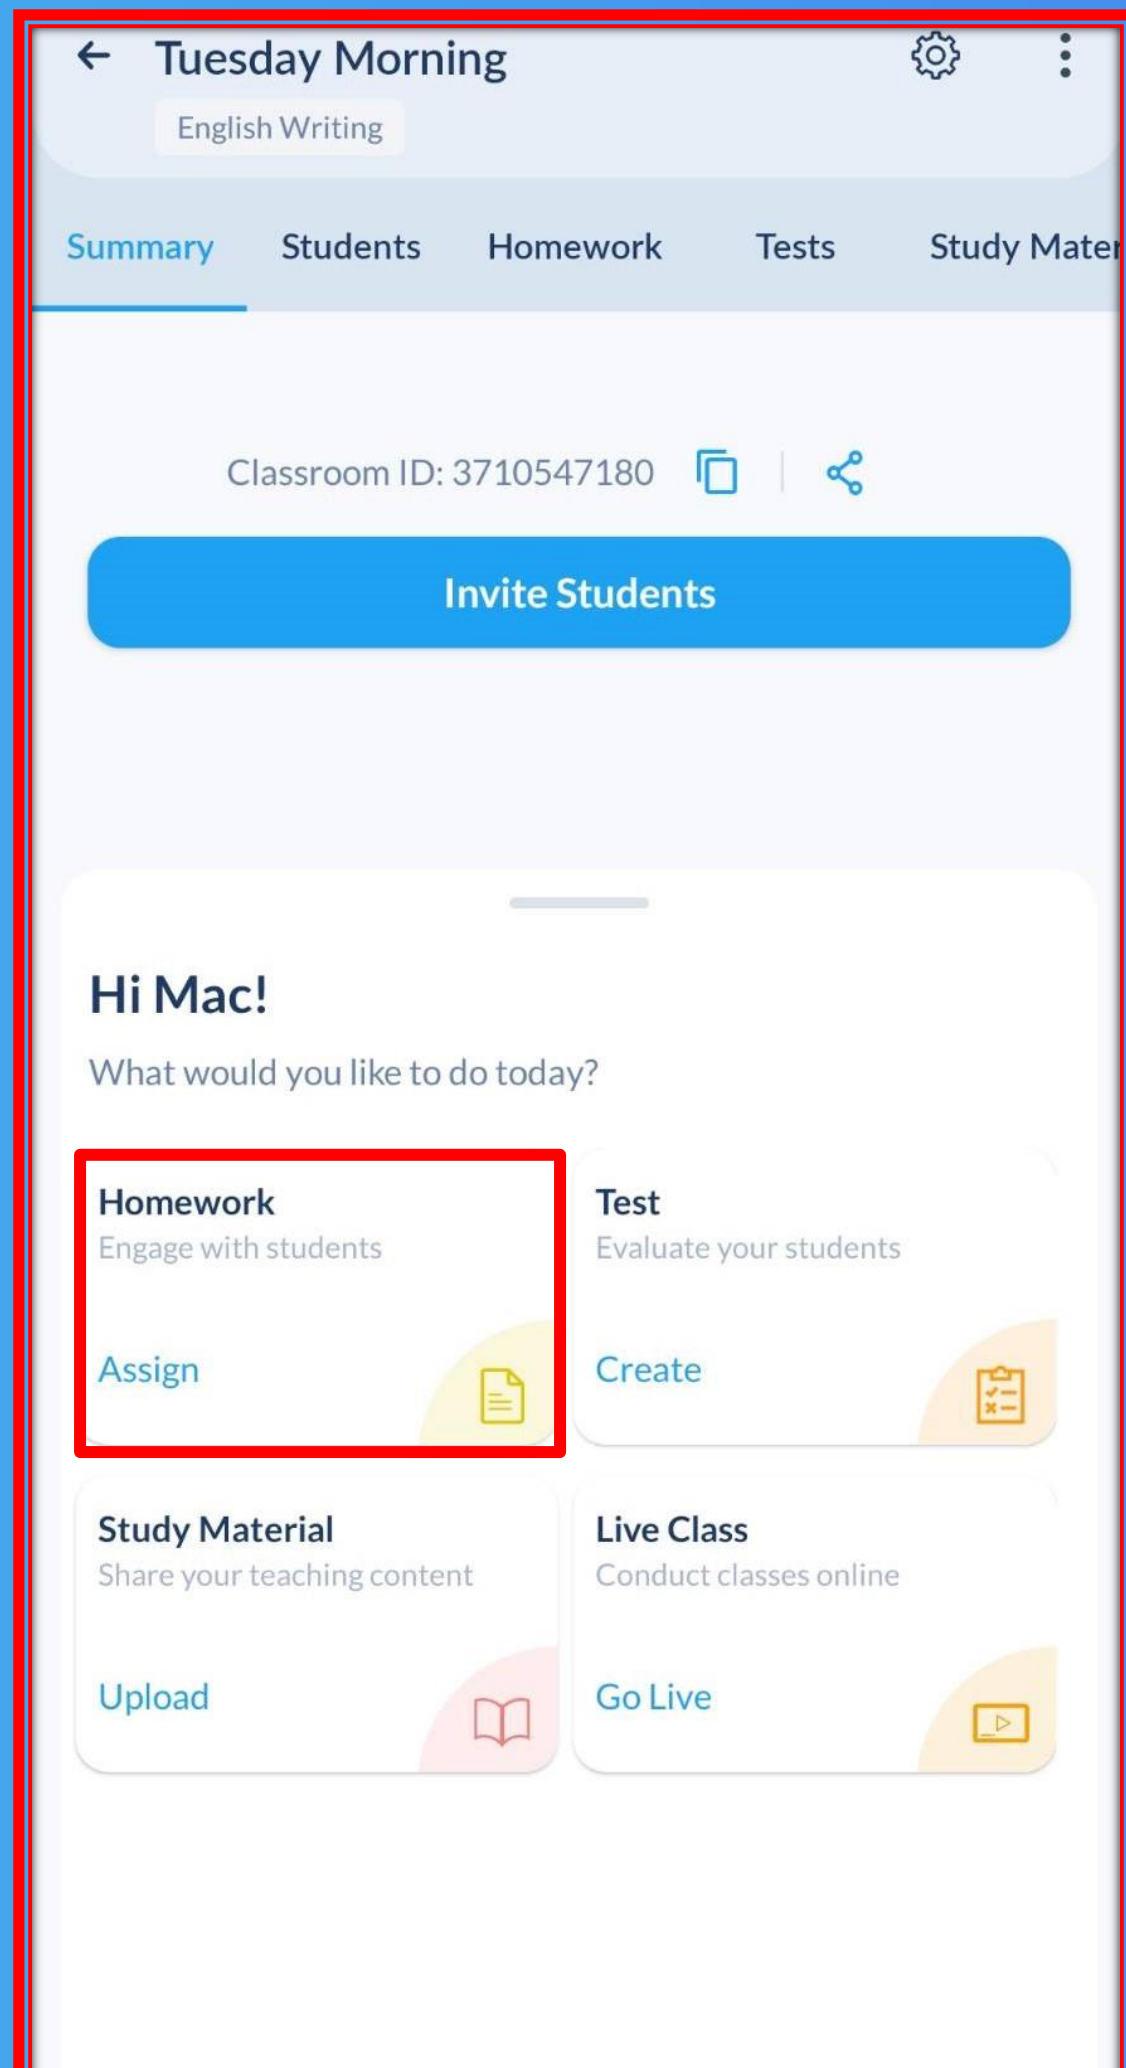 Tuesday Morning
English Writing
Summary Students Homework Tests Study Mater
Classroom ID: 3710547180
Invite Students
Hi Mac!
What would you like to do today?
Homework
Engage with students
Assign
Test
Evaluate your students
Create
Study Material
Share your teaching content
Upload
Live Class
Conduct classes online
Go Live